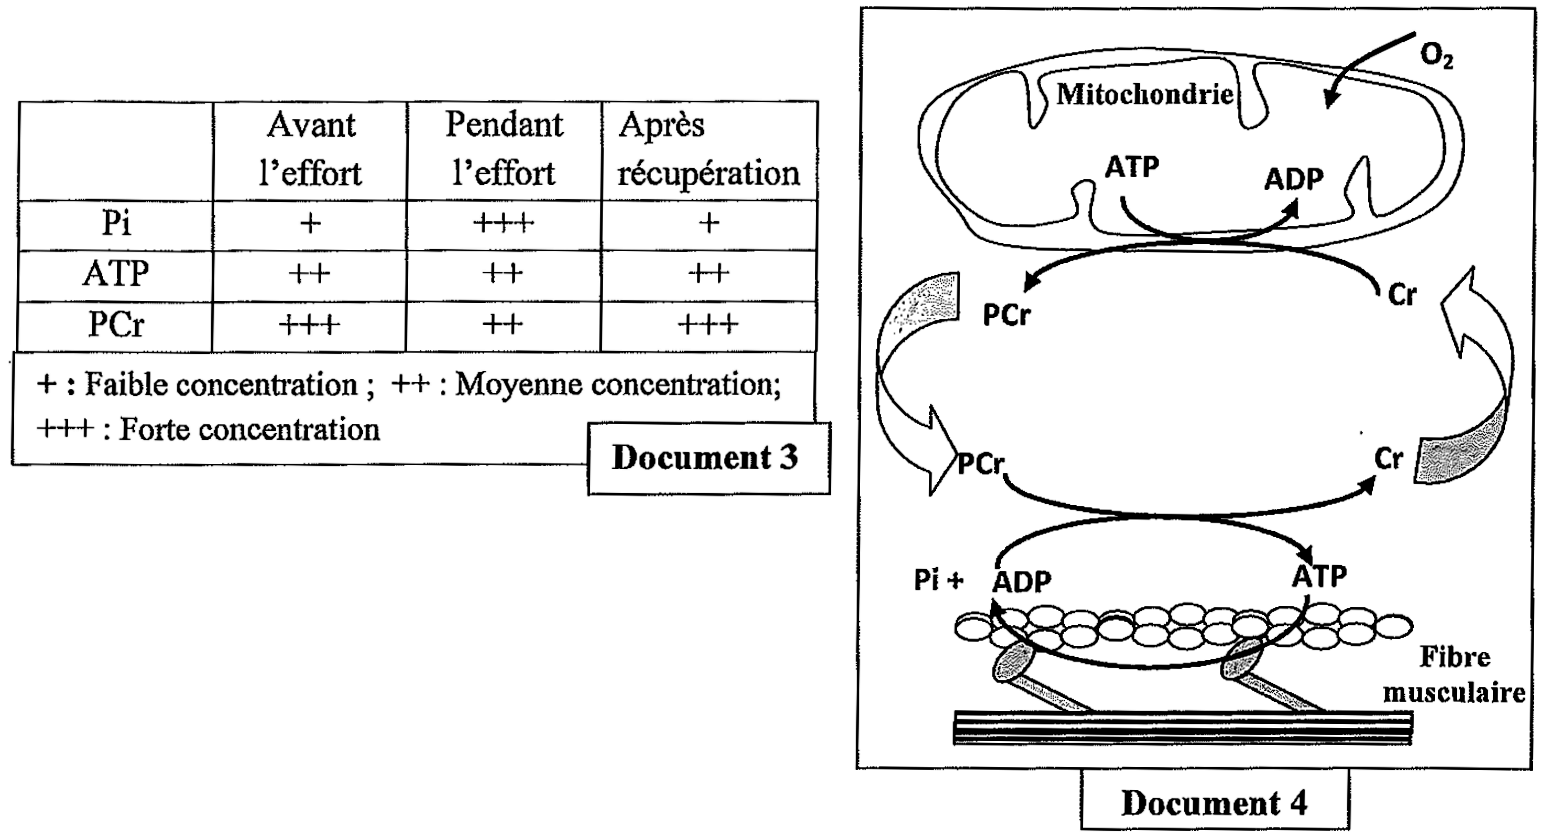 Avant l'effort Pendant l'effort Après récupération
Pi + +++ +
ATP ++ ++ ++
PCr +++ ++ +++
+ : Faible concentration ; ++ : Moyenne concentration;
+++ : Forte concentration
Document 3
O₂
Mitochondrie
ATP
ADP
PCr
Cr
PCr
Cr
Pi + ADP
ATP
Fibre
musculaire
Document 4